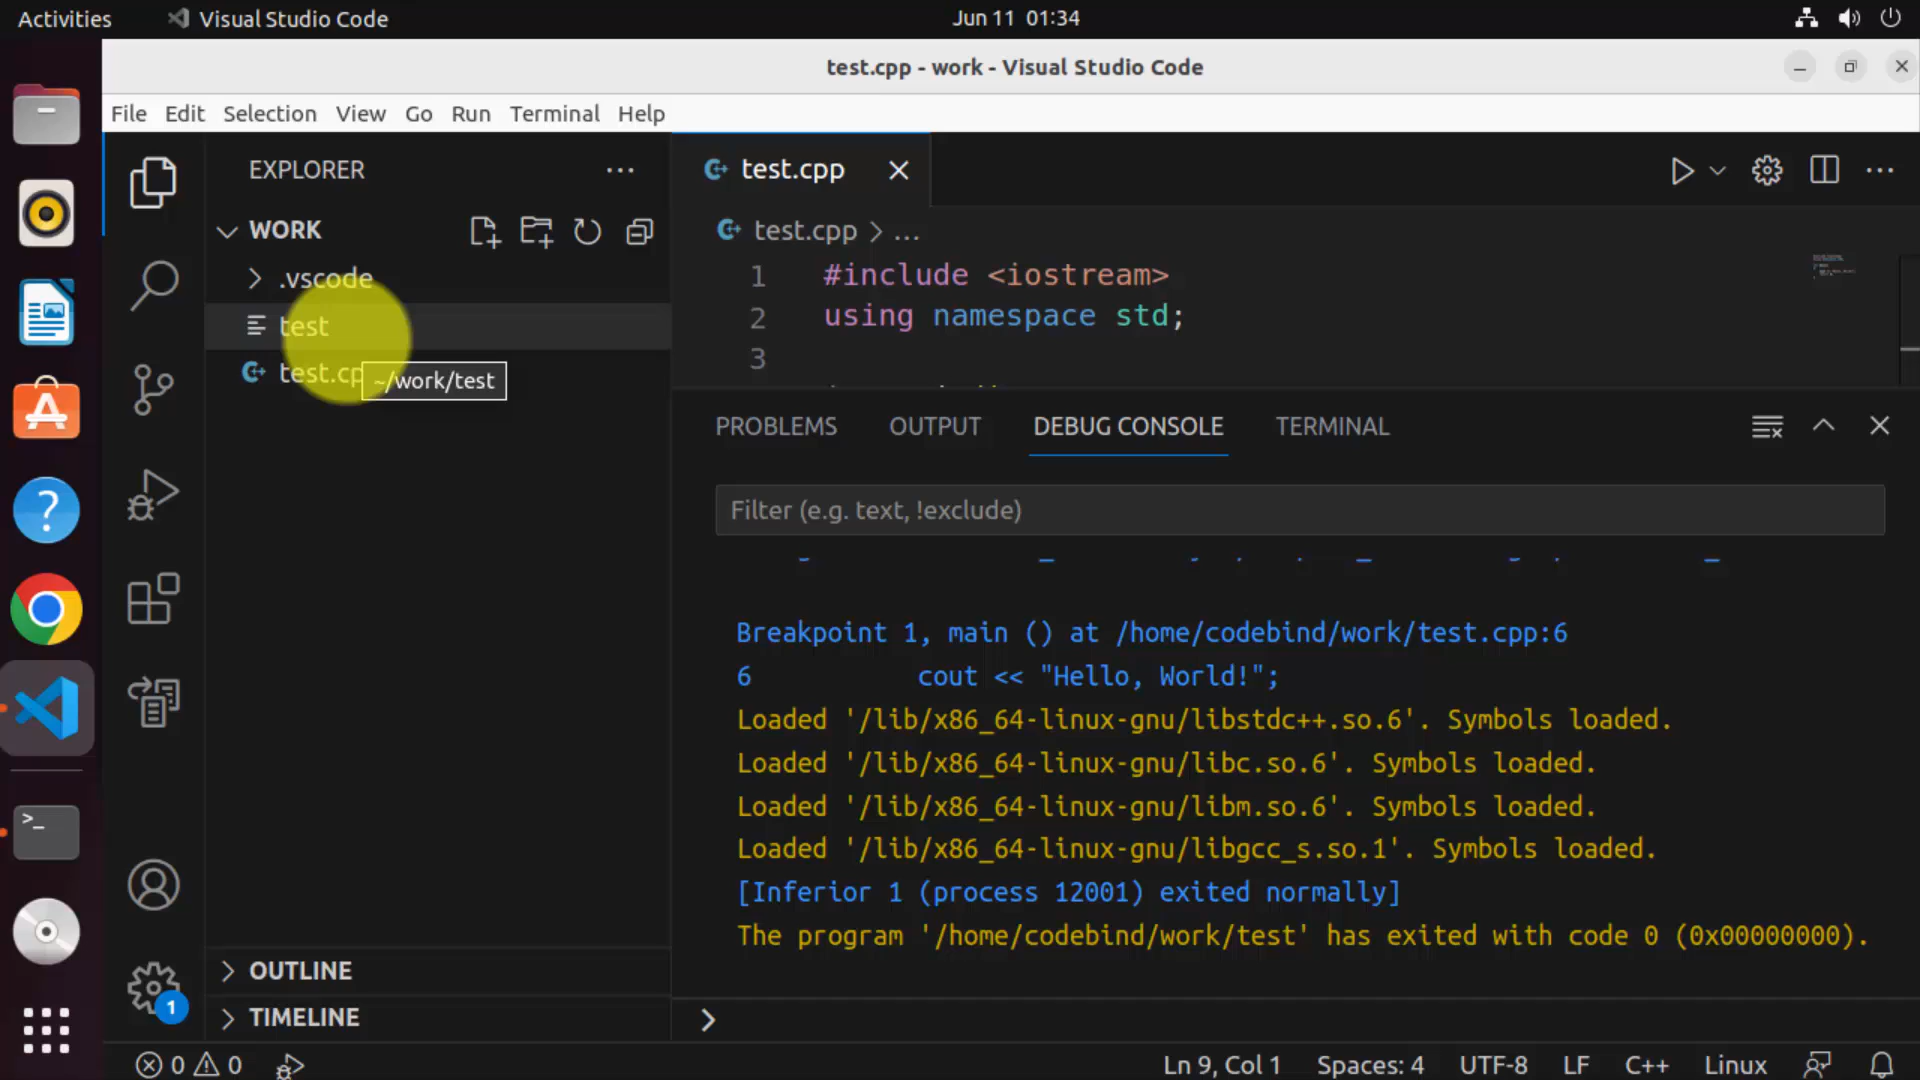 Activities
Visual Studio Code
Jun 11 01:34
test.cpp - work - Visual Studio Code
File Edit Selection View Go Run Terminal Help
EXPLORER
WORK
.vscode
test
test.cp
~/work/test
OUTLINE
TIMELINE
test.cpp
test.cpp > ...
1 #include <iostream>
2 using namespace std;
3
PROBLEMS OUTPUT DEBUG CONSOLE TERMINAL
Filter (e.g. text, !exclude)
Breakpoint 1, main () at /home/codebind/work/test.cpp:6
6 cout << "Hello, World!";
Loaded '/lib/x86_64-linux-gnu/libstdc++.so.6'. Symbols loaded.
Loaded '/lib/x86_64-linux-gnu/libc.so.6'. Symbols loaded.
Loaded '/lib/x86_64-linux-gnu/libm.so.6'. Symbols loaded.
Loaded '/lib/x86_64-linux-gnu/libgcc_s.so.1'. Symbols loaded.
[Inferior 1 (process 12001) exited normally]
The program '/home/codebind/work/test' has exited with code 0 (0x00000000).
>
1
0 0
Ln 9, Col 1 Spaces: 4 UTF-8 LF C++ Linux